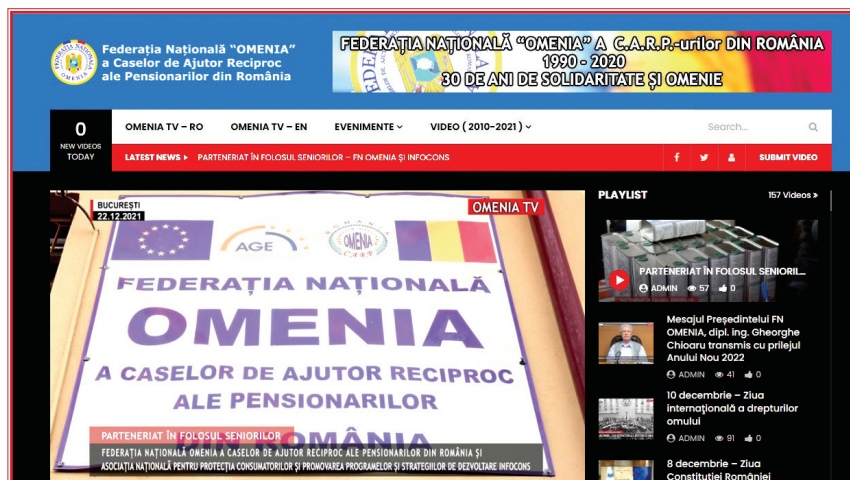 Federația Națională "OMENIA"
a Caselor de Ajutor Reciproc
ale Pensionarilor din România
FEDERAȚIA NAȚIONALĂ "OMENIA" A C.A.R.P.-urilor DIN ROMÂNIA
1990 - 2020
30 DE ANI DE SOLIDARITATE ȘI OMENIE
0
NEW VIDEOS
TODAY
OMENIA TV – RO
OMENIA TV – EN
EVENIMENTE
VIDEO ( 2010-2021 )
Search...
LATEST NEWS
PARTENERIAT ÎN FOLOSUL SENIORILOR – FN OMENIA ȘI INFOCONS
SUBMIT VIDEO
BUCUREȘTI
22.12.2021
OMENIA TV
AGE
ROMÂNIA
OMENIA
C.A.R.P.
FEDERAȚIA NAȚIONALĂ
OMENIA
A CASELOR DE AJUTOR RECIPROC
ALE PENSIONARILOR
DIN ROMÂNIA
PARTENERIAT ÎN FOLOSUL SENIORILOR
FEDERAȚIA NAȚIONALĂ OMENIA A CASELOR DE AJUTOR RECIPROC ALE PENSIONARILOR DIN ROMÂNIA ȘI
ASOCIAȚIA NAȚIONALĂ PENTRU PROTECȚIA CONSUMATORILOR ȘI PROMOVAREA PROGRAMELOR ȘI STRATEGIILOR DE DEZVOLTARE INFOCONS
PLAYLIST
157 Videos
PARTENERIAT ÎN FOLOSUL SENIORIL...
ADMIN 57 0
Mesajul Președintelui FN
OMENIA, dipl. ing. Gheorghe
Chioaru transmis cu prilejul
Anului Nou 2022
ADMIN 41 0
10 decembrie – Ziua
internațională a drepturilor
omului
ADMIN 91 0
8 decembrie – Ziua
Constituției României